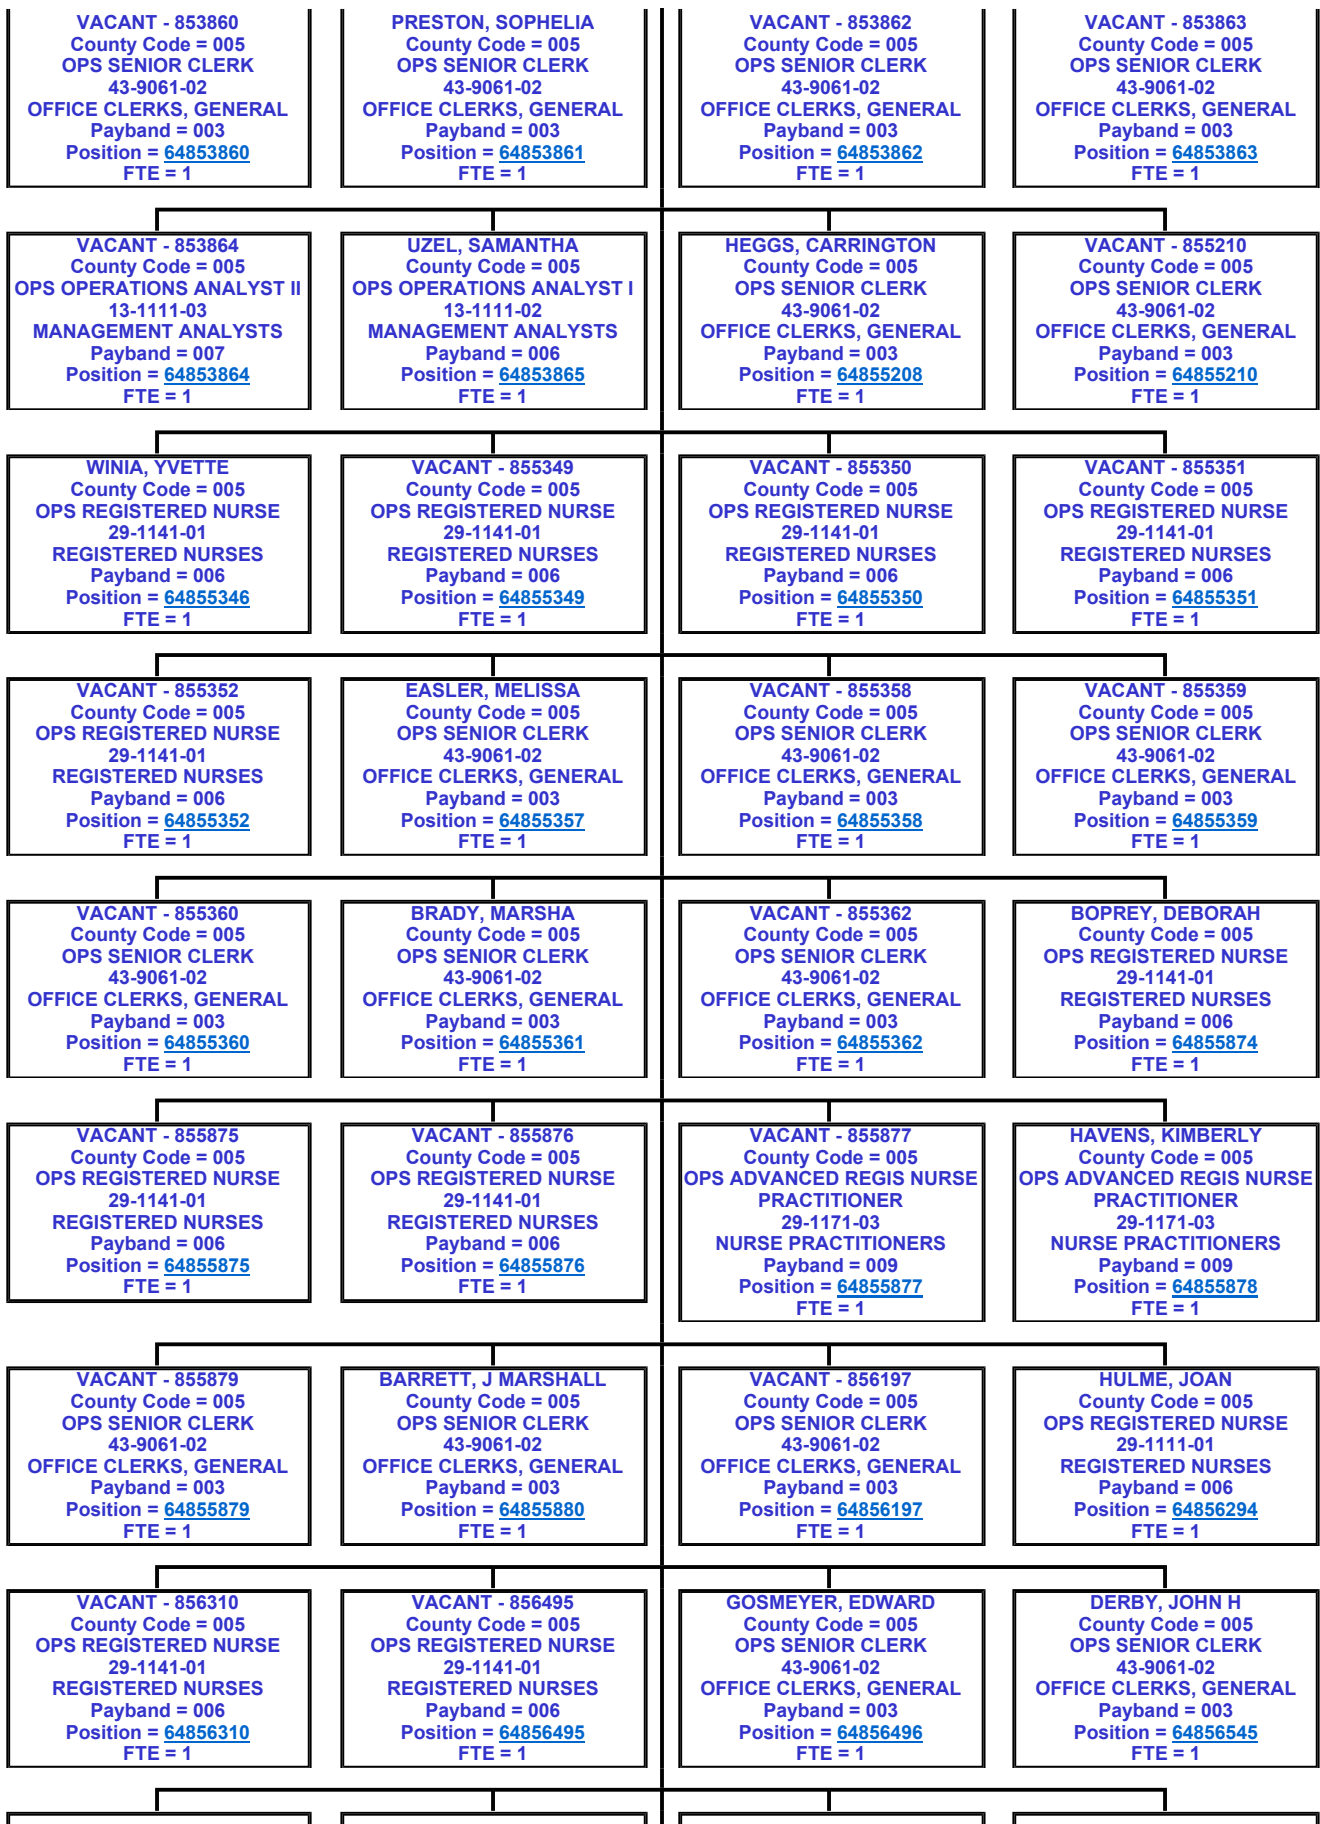 VACANT - 853860
County Code = 005
OPS SENIOR CLERK
43-9061-02
OFFICE CLERKS, GENERAL
Payband = 003
Position = 64853860
FTE = 1
PRESTON, SOPHELIA
County Code = 005
OPS SENIOR CLERK
43-9061-02
OFFICE CLERKS, GENERAL
Payband = 003
Position = 64853861
FTE = 1
VACANT - 853862
County Code = 005
OPS SENIOR CLERK
43-9061-02
OFFICE CLERKS, GENERAL
Payband = 003
Position = 64853862
FTE = 1
VACANT - 853863
County Code = 005
OPS SENIOR CLERK
43-9061-02
OFFICE CLERKS, GENERAL
Payband = 003
Position = 64853863
FTE = 1
VACANT - 853864
County Code = 005
OPS OPERATIONS ANALYST II
13-1111-03
MANAGEMENT ANALYSTS
Payband = 007
Position = 64853864
FTE = 1
UZEL, SAMANTHA
County Code = 005
OPS OPERATIONS ANALYST I
13-1111-02
MANAGEMENT ANALYSTS
Payband = 006
Position = 64853865
FTE = 1
HEGGS, CARRINGTON
County Code = 005
OPS SENIOR CLERK
43-9061-02
OFFICE CLERKS, GENERAL
Payband = 003
Position = 64855208
FTE = 1
VACANT - 855210
County Code = 005
OPS SENIOR CLERK
43-9061-02
OFFICE CLERKS, GENERAL
Payband = 003
Position = 64855210
FTE = 1
WINIA, YVETTE
County Code = 005
OPS REGISTERED NURSE
29-1141-01
REGISTERED NURSES
Payband = 006
Position = 64855346
FTE = 1
VACANT - 855349
County Code = 005
OPS REGISTERED NURSE
29-1141-01
REGISTERED NURSES
Payband = 006
Position = 64855349
FTE = 1
VACANT - 855350
County Code = 005
OPS REGISTERED NURSE
29-1141-01
REGISTERED NURSES
Payband = 006
Position = 64855350
FTE = 1
VACANT - 855351
County Code = 005
OPS REGISTERED NURSE
29-1141-01
REGISTERED NURSES
Payband = 006
Position = 64855351
FTE = 1
VACANT - 855352
County Code = 005
OPS REGISTERED NURSE
29-1141-01
REGISTERED NURSES
Payband = 006
Position = 64855352
FTE = 1
EASLER, MELISSA
County Code = 005
OPS SENIOR CLERK
43-9061-02
OFFICE CLERKS, GENERAL
Payband = 003
Position = 64855357
FTE = 1
VACANT - 855358
County Code = 005
OPS SENIOR CLERK
43-9061-02
OFFICE CLERKS, GENERAL
Payband = 003
Position = 64855358
FTE = 1
VACANT - 855359
County Code = 005
OPS SENIOR CLERK
43-9061-02
OFFICE CLERKS, GENERAL
Payband = 003
Position = 64855359
FTE = 1
VACANT - 855360
County Code = 005
OPS SENIOR CLERK
43-9061-02
OFFICE CLERKS, GENERAL
Payband = 003
Position = 64855360
FTE = 1
BRADY, MARSHA
County Code = 005
OPS SENIOR CLERK
43-9061-02
OFFICE CLERKS, GENERAL
Payband = 003
Position = 64855361
FTE = 1
VACANT - 855362
County Code = 005
OPS SENIOR CLERK
43-9061-02
OFFICE CLERKS, GENERAL
Payband = 003
Position = 64855362
FTE = 1
BOPREY, DEBORAH
County Code = 005
OPS REGISTERED NURSE
29-1141-01
REGISTERED NURSES
Payband = 006
Position = 64855874
FTE = 1
VACANT - 855875
County Code = 005
OPS REGISTERED NURSE
29-1141-01
REGISTERED NURSES
Payband = 006
Position = 64855875
FTE = 1
VACANT - 855876
County Code = 005
OPS REGISTERED NURSE
29-1141-01
REGISTERED NURSES
Payband = 006
Position = 64855876
FTE = 1
VACANT - 855877
County Code = 005
OPS ADVANCED REGIS NURSE
PRACTITIONER
29-1171-03
NURSE PRACTITIONERS
Payband = 009
Position = 64855877
FTE = 1
HAVENS, KIMBERLY
County Code = 005
OPS ADVANCED REGIS NURSE
PRACTITIONER
29-1171-03
NURSE PRACTITIONERS
Payband = 009
Position = 64855878
FTE = 1
VACANT - 855879
County Code = 005
OPS SENIOR CLERK
43-9061-02
OFFICE CLERKS, GENERAL
Payband = 003
Position = 64855879
FTE = 1
BARRETT, J MARSHALL
County Code = 005
OPS SENIOR CLERK
43-9061-02
OFFICE CLERKS, GENERAL
Payband = 003
Position = 64855880
FTE = 1
VACANT - 856197
County Code = 005
OPS SENIOR CLERK
43-9061-02
OFFICE CLERKS, GENERAL
Payband = 003
Position = 64856197
FTE = 1
HULME, JOAN
County Code = 005
OPS REGISTERED NURSE
29-1111-01
REGISTERED NURSES
Payband = 006
Position = 64856294
FTE = 1
VACANT - 856310
County Code = 005
OPS REGISTERED NURSE
29-1141-01
REGISTERED NURSES
Payband = 006
Position = 64856310
FTE = 1
VACANT - 856495
County Code = 005
OPS REGISTERED NURSE
29-1141-01
REGISTERED NURSES
Payband = 006
Position = 64856495
FTE = 1
GOSMEYER, EDWARD
County Code = 005
OPS SENIOR CLERK
43-9061-02
OFFICE CLERKS, GENERAL
Payband = 003
Position = 64856496
FTE = 1
DERBY, JOHN H
County Code = 005
OPS SENIOR CLERK
43-9061-02
OFFICE CLERKS, GENERAL
Payband = 003
Position = 64856545
FTE = 1